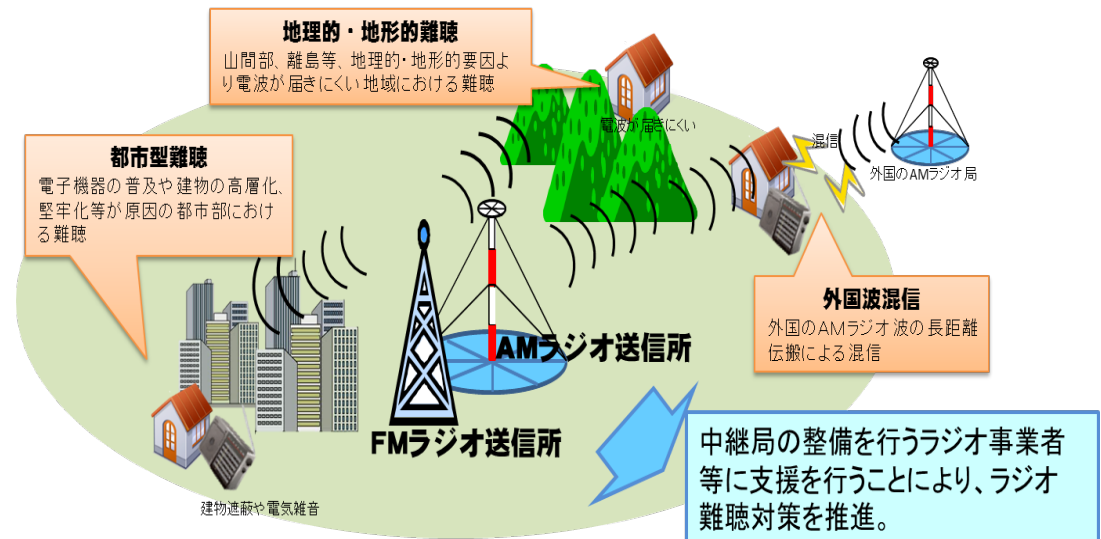 地理的・地形的難聴
山間部、離島等、地理的・地形的要因よ
り電波が届きにくい地域における難聴
電波が届きにくい
混信
外国のAMラジオ局
都市型難聴
電子機器の普及や建物の高層化、
堅牢化等が原因の都市部におけ
る難聴
外国波混信
外国のAMラジオ波の長距離
伝搬による混信
AMラジオ送信所
FMラジオ送信所
建物遮蔽や電気雑音
中継局の整備を行うラジオ事業者
等に支援を行うことにより、ラジオ
難聴対策を推進。